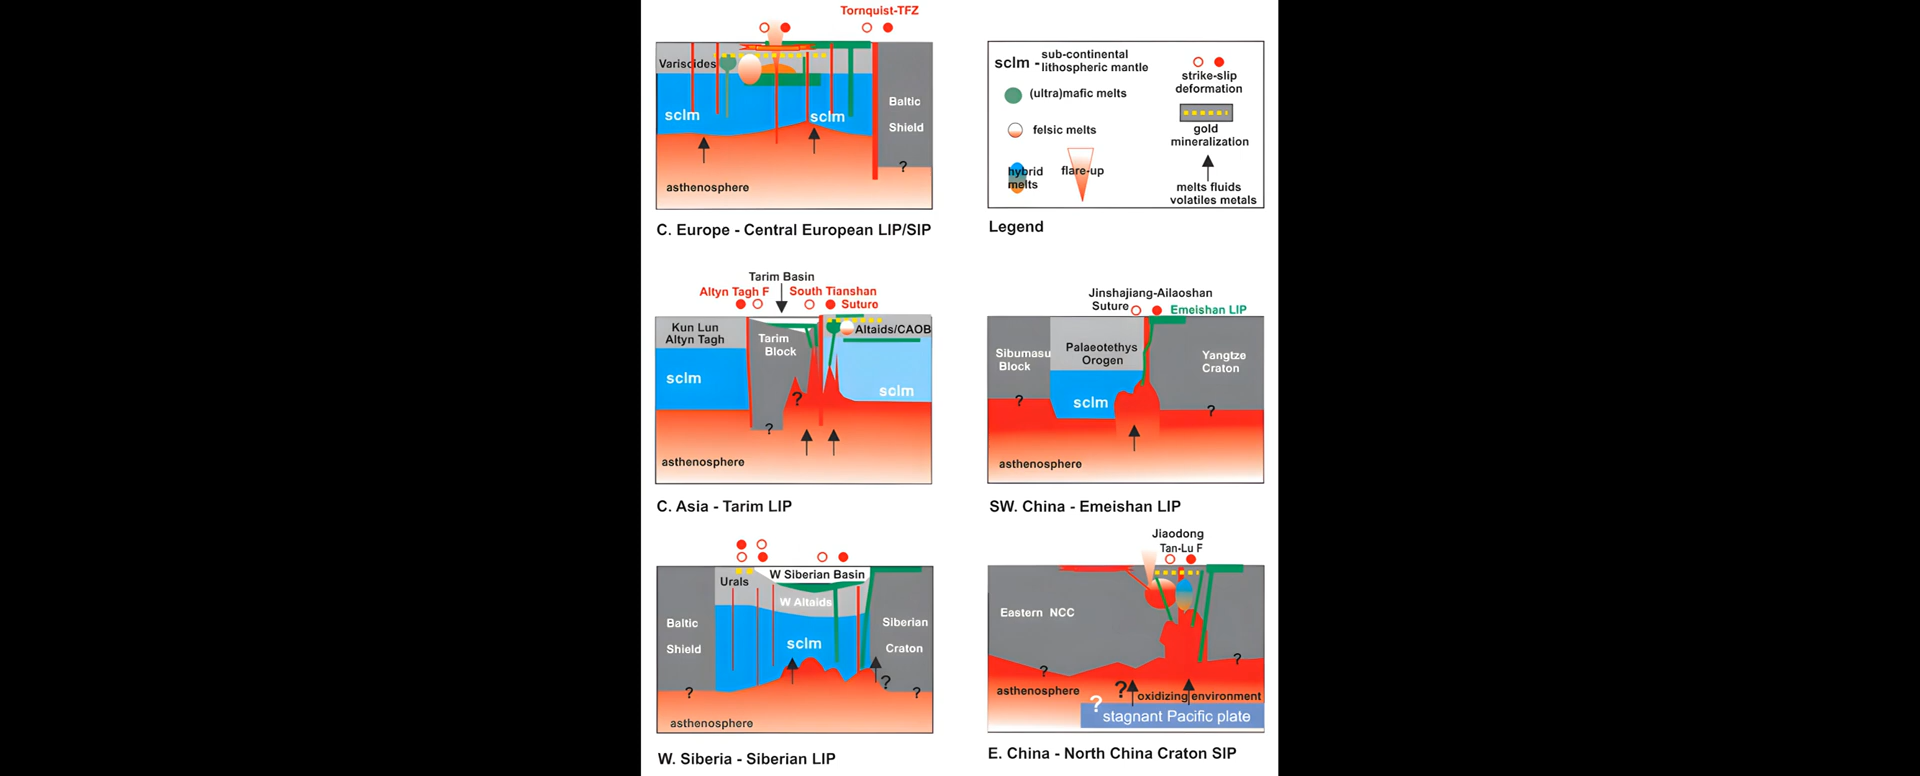 Tornquist-TFZ
Variscides
sclm
sclm
Baltic
Shield
?
asthenosphere
C. Europe - Central European LIP/SIP
sclm - sub-continental
lithospheric mantle
(ultra)mafic melts
felsic melts
hybrid
melts
flare-up
strike-slip
deformation
gold
mineralization
melts fluids
volatiles metals
Legend
Tarim Basin
Altyn Tagh F
South Tianshan
Suturo
Kun Lun
Altyn Tagh
Tarim
Block
Altaids/CAOB
sclm
sclm
?
?
asthenosphere
C. Asia - Tarim LIP
Jinshajiang-Ailaoshan
Suture
Emeishan LIP
Sibumasu
Block
Palaeotethys
Orogen
Yangtze
Craton
?
sclm
?
asthenosphere
SW. China - Emeishan LIP
W Siberian Basin
Urals
W Altaids
Baltic
Shield
Siberian
Craton
sclm
?
?
?
asthenosphere
W. Siberia - Siberian LIP
Jiaodong
Tan-Lu F
Eastern NCC
?
?
asthenosphere
?
oxidizing environment
?
stagnant Pacific plate
E. China - North China Craton SIP